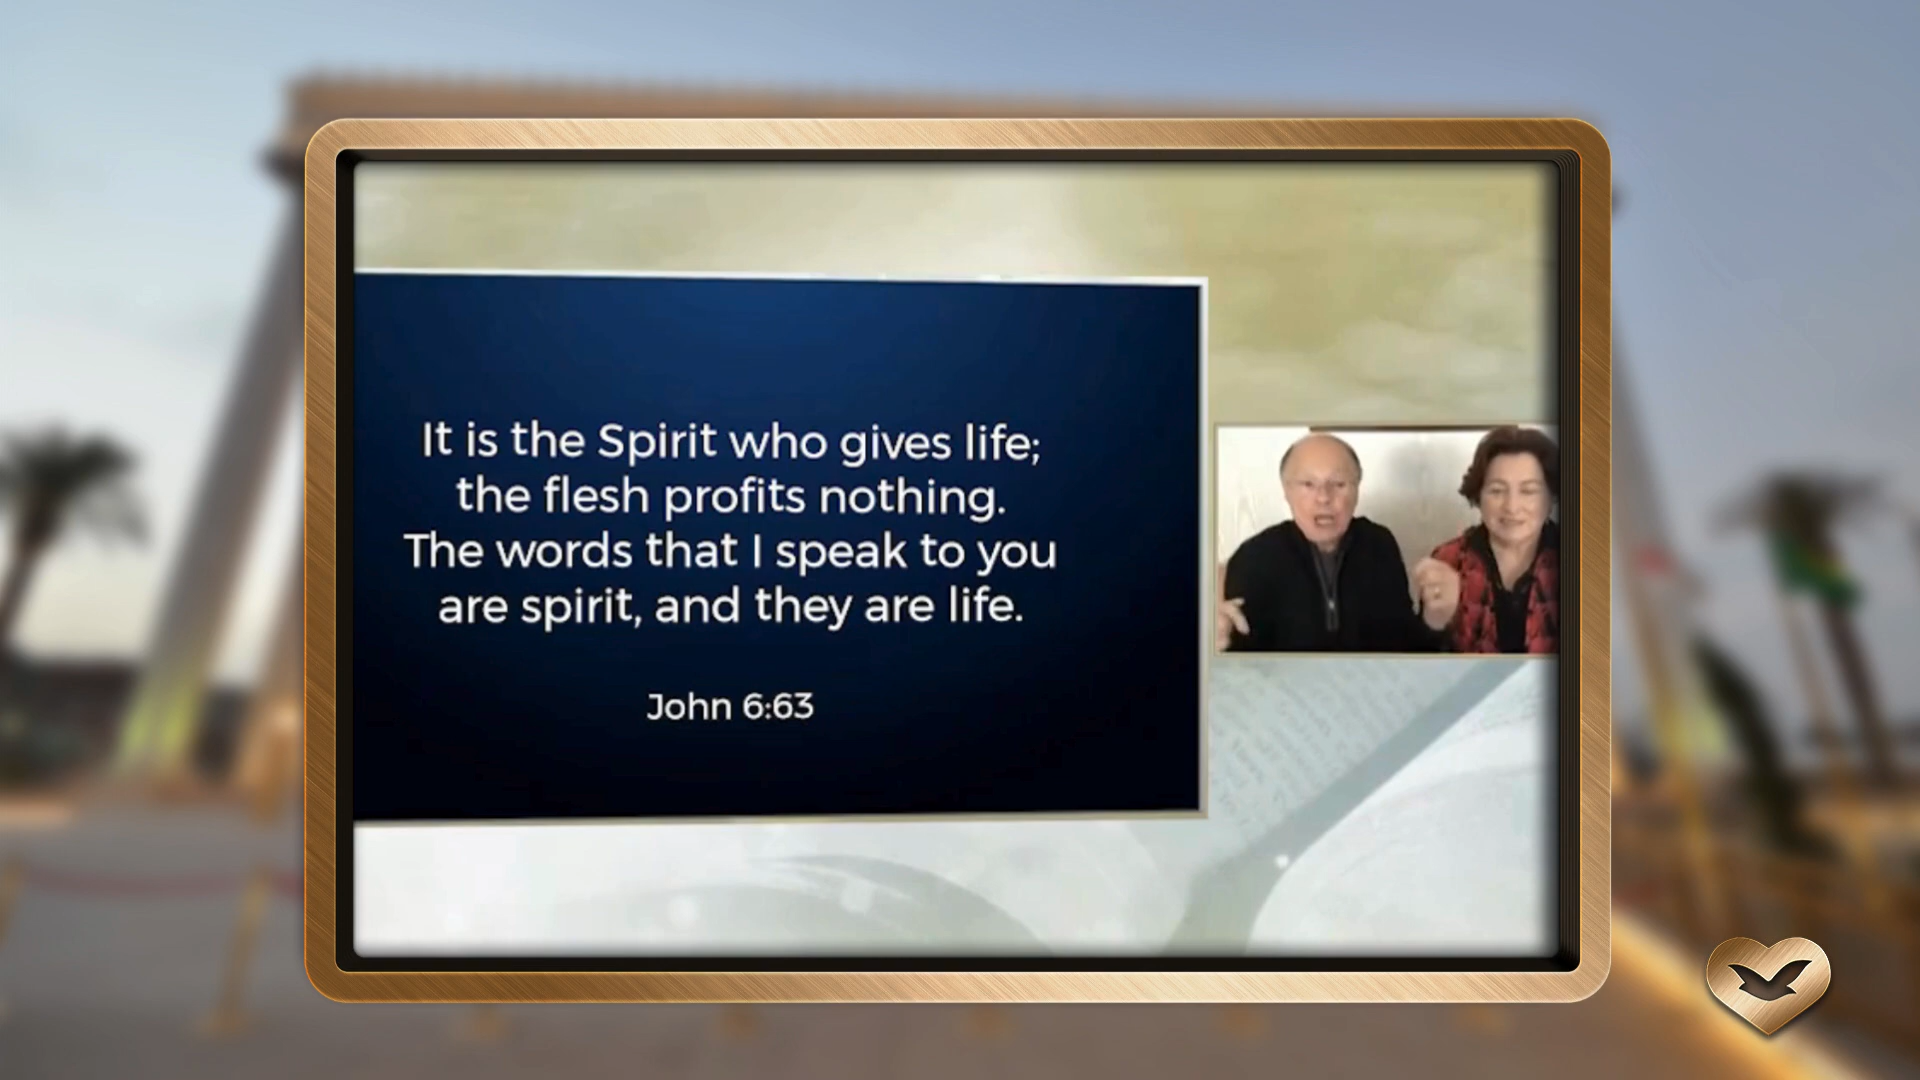 It is the Spirit who gives life;
the flesh profits nothing.
The words that I speak to you
are spirit, and they are life.
John 6:63